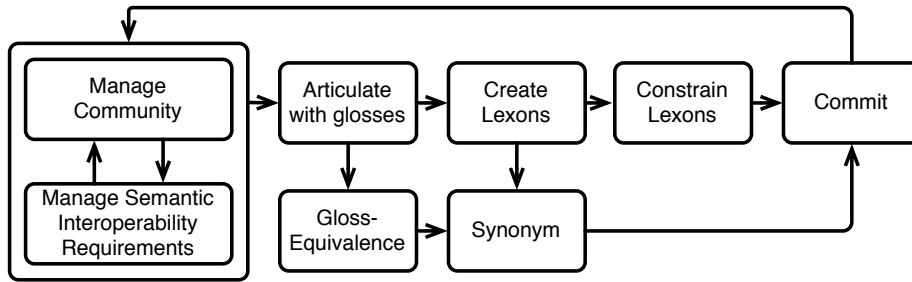 Manage
Community
Manage Semantic
Interoperability
Requirements
Articulate
with glosses
Create
Lexons
Constrain
Lexons
Commit
Gloss-
Equivalence
Synonym